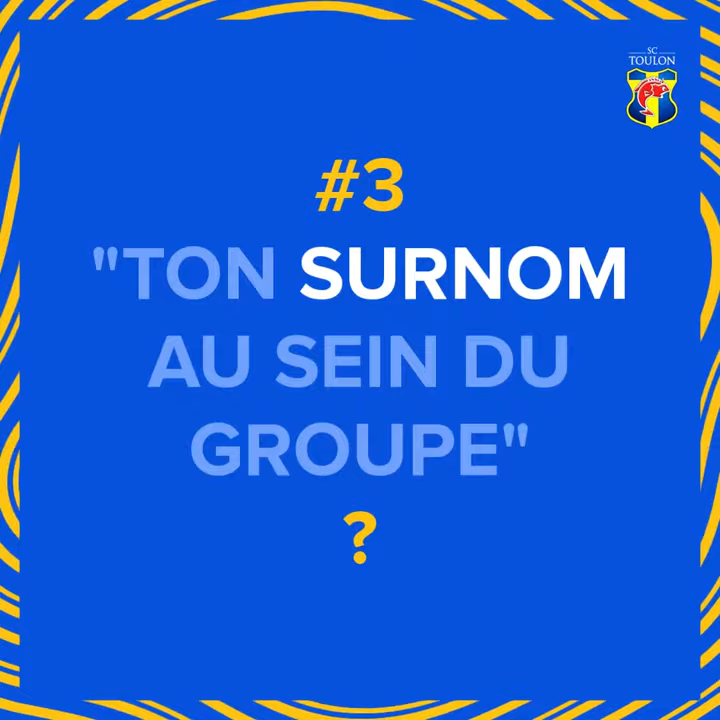 SC
TOULON
#3
"TON SURNOM
AU SEIN DU
GROUPE"
?